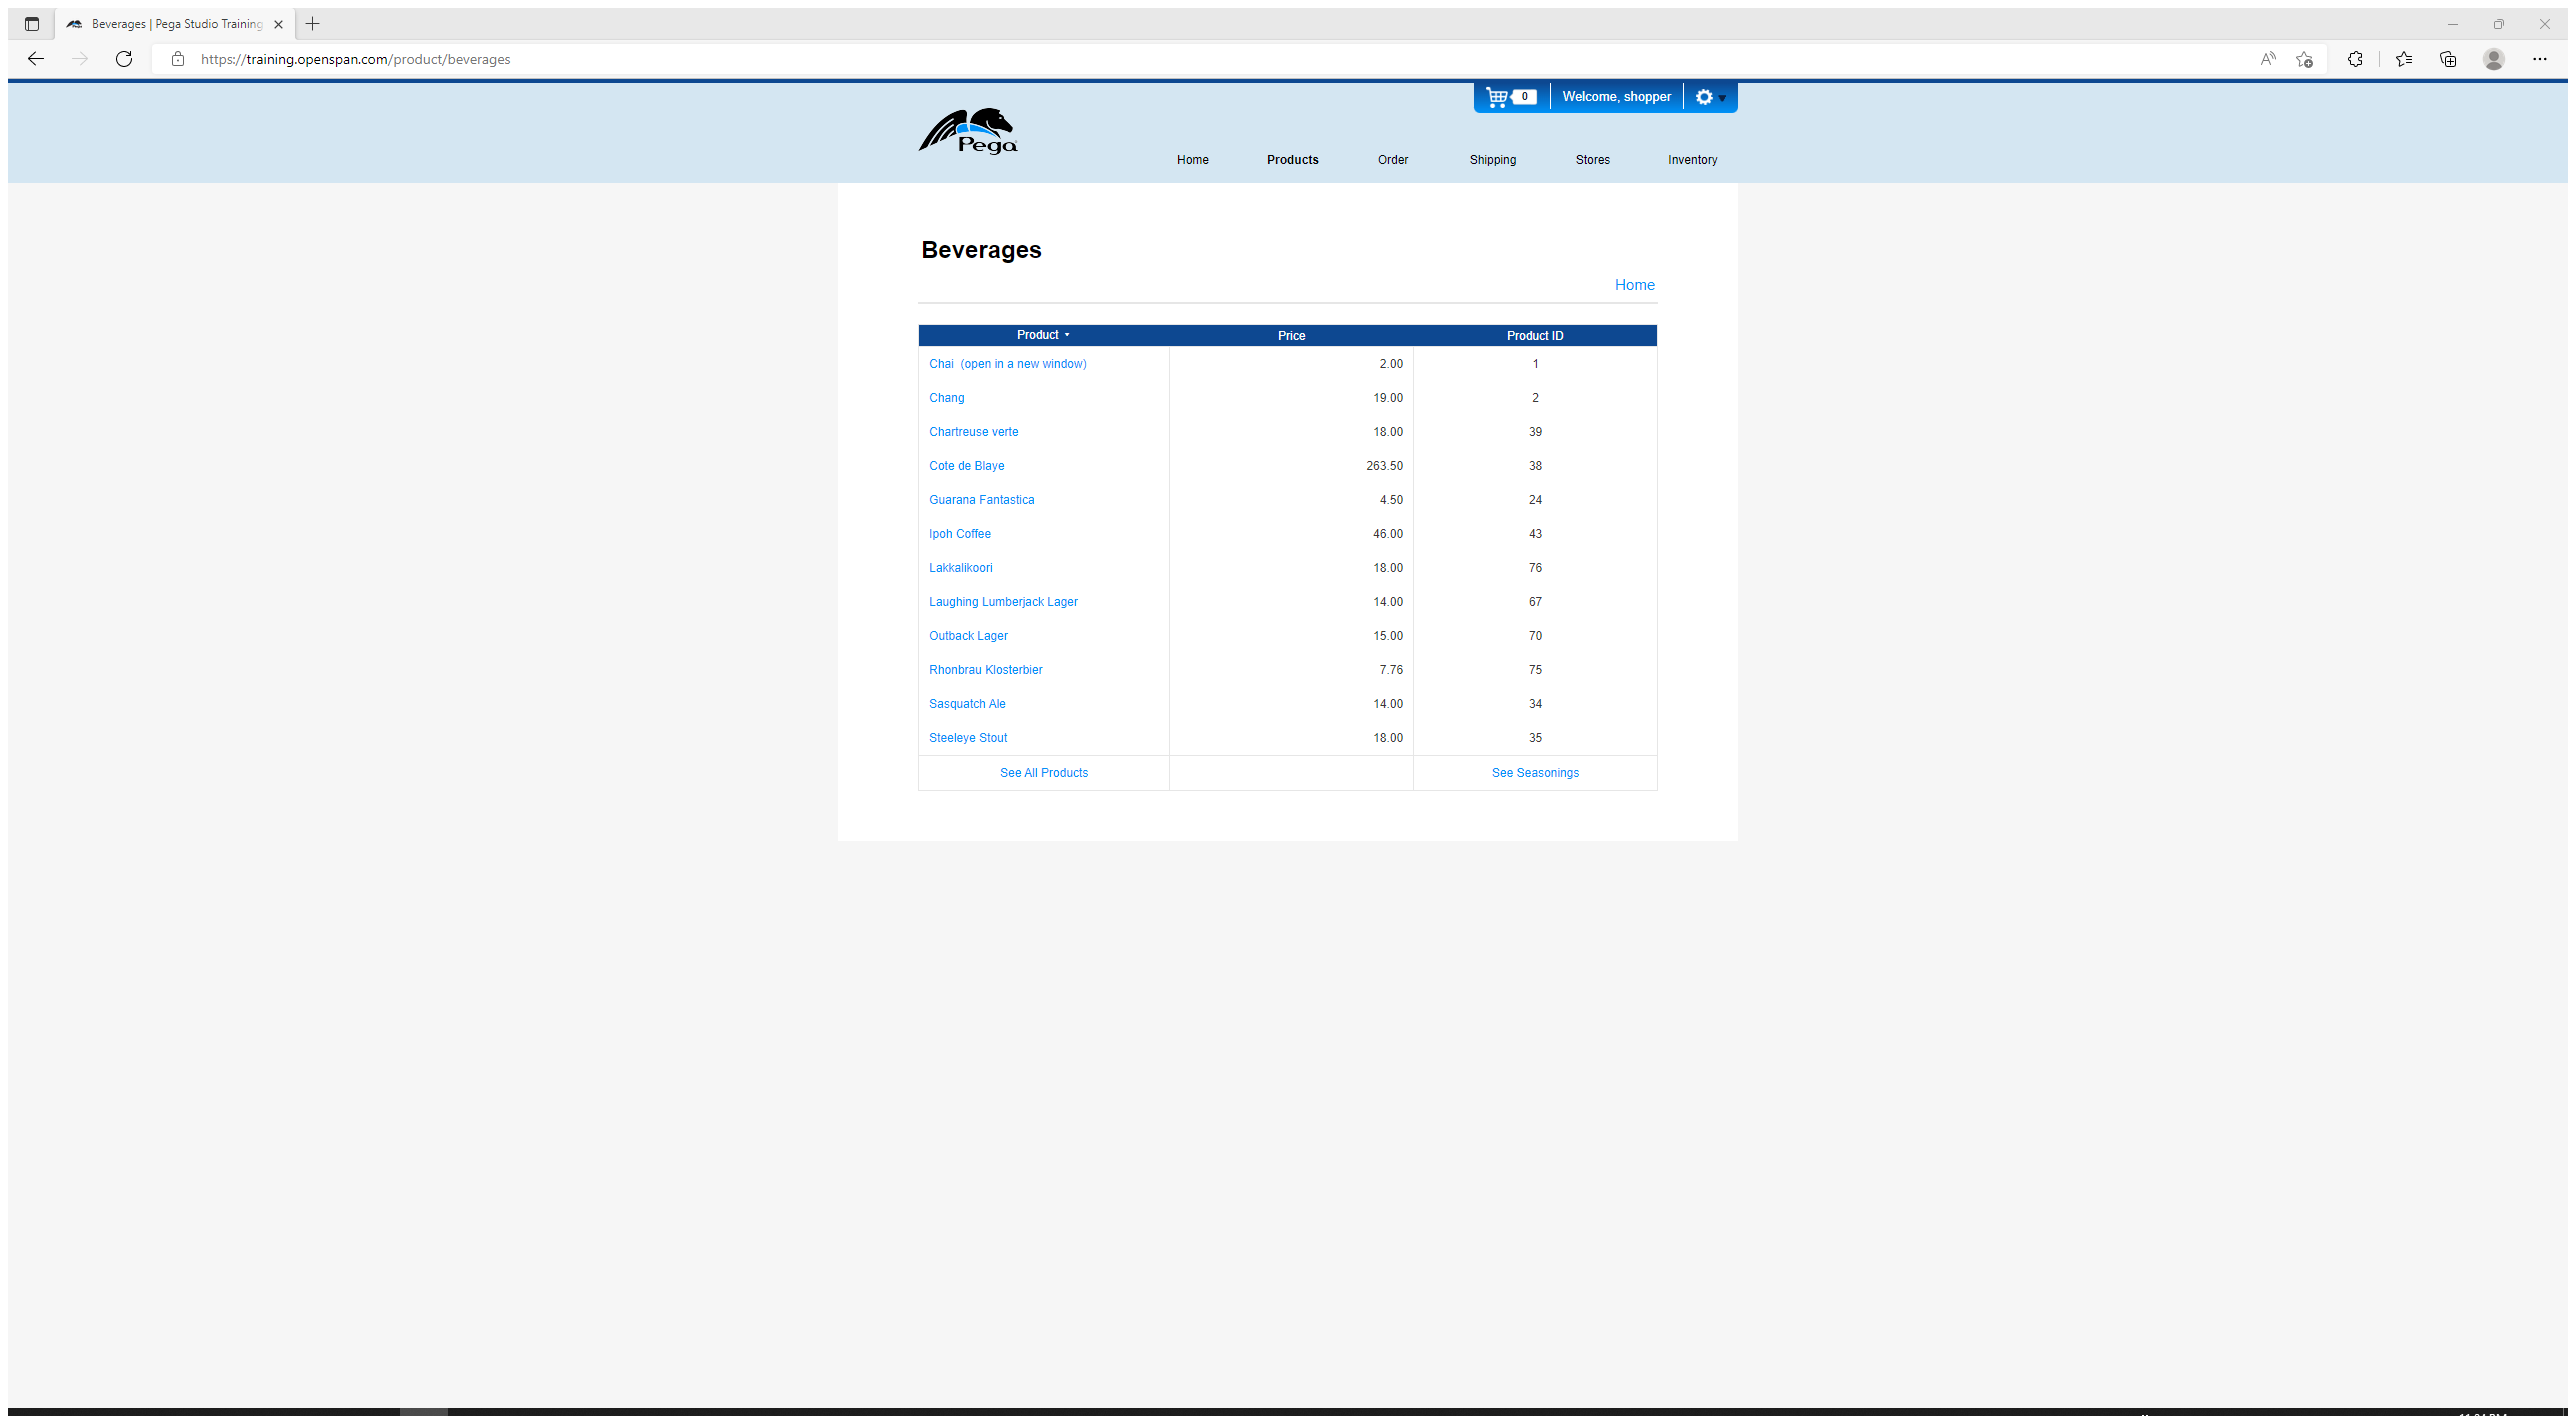 Beverages | Pega Studio Training
https://training.openspan.com/product/beverages
0 Welcome, shopper
Pega
Home Products Order Shipping Stores Inventory
Beverages
Home
Product Price Product ID
Chai (open in a new window) 2.00 1
Chang 19.00 2
Chartreuse verte 18.00 39
Cote de Blaye 263.50 38
Guarana Fantastica 4.50 24
Ipoh Coffee 46.00 43
Lakkalikoori 18.00 76
Laughing Lumberjack Lager 14.00 67
Outback Lager 15.00 70
Rhonbrau Klosterbier 7.76 75
Sasquatch Ale 14.00 34
Steeleye Stout 18.00 35
See All Products See Seasonings